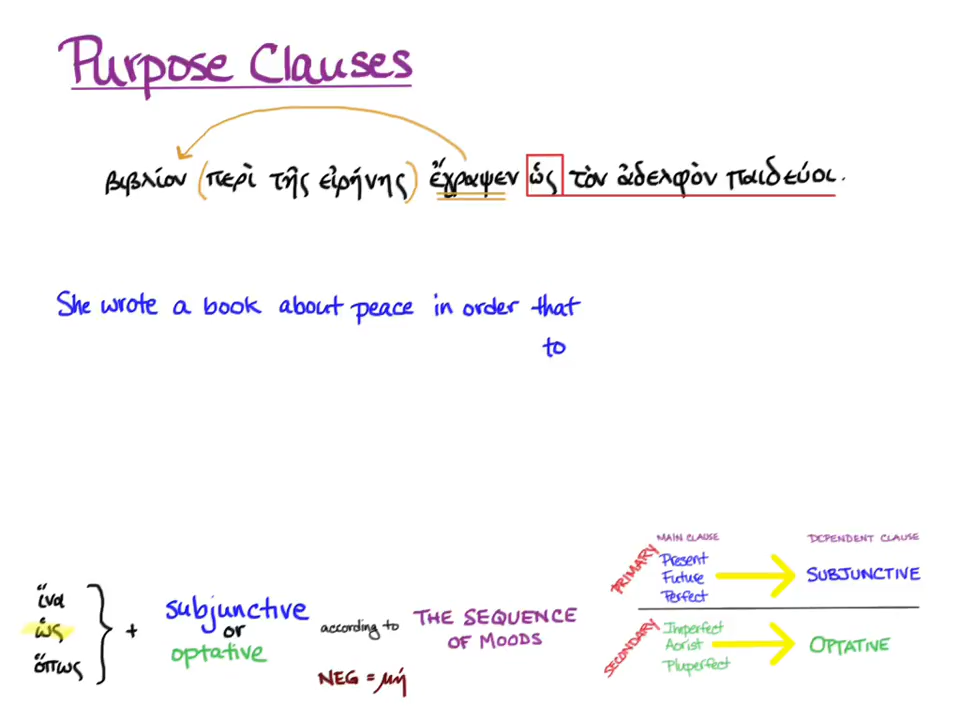 Purpose Clauses
βιβλίον (περὶ τῆς εἰρήνης) ἔγραψεν ὡς τὸν ἀδελφὸν παιδεύοι.
She wrote a book about peace in order that
to
ἵνα
ὡς
ὅπως
+
subjunctive
or
optative
according to
NEG = μή
THE SEQUENCE
OF MOODS
PRIMARY
MAIN CLAUSE
Present
Future
Perfect
DEPENDENT CLAUSE
SUBJUNCTIVE
SECONDARY
Imperfect
Aorist
Pluperfect
OPTATIVE